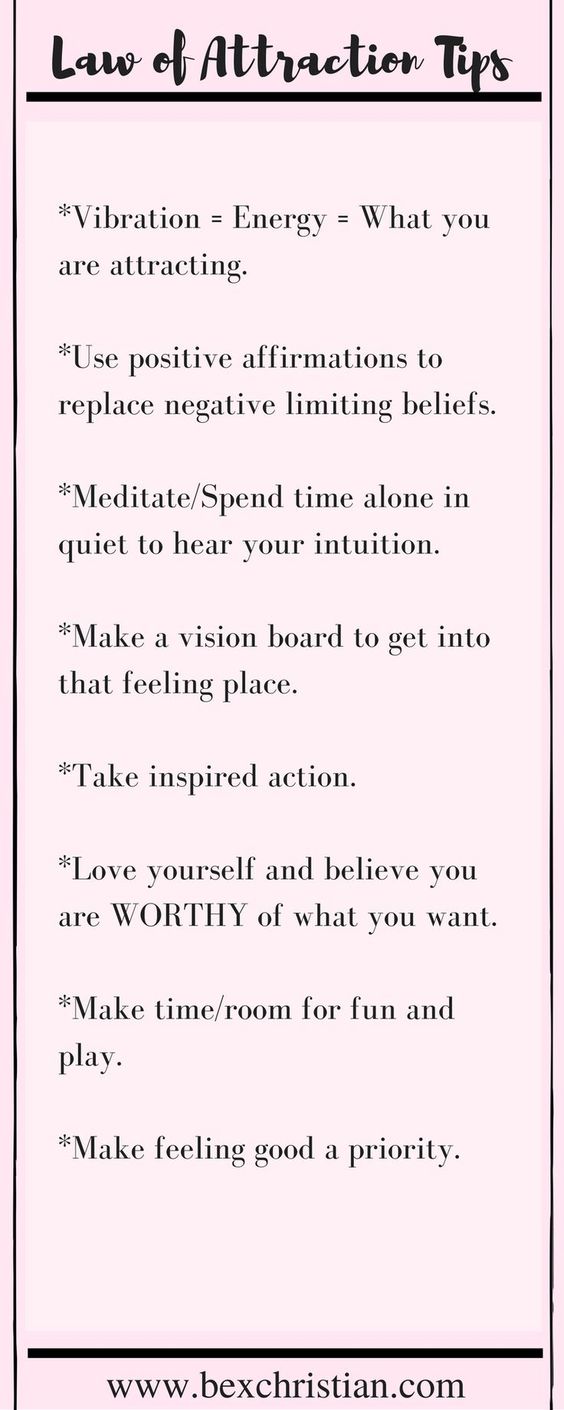 Law of Attraction Tips
*Vibration = Energy = What you
are attracting.
*Use positive affirmations to
replace negative limiting beliefs.
*Meditate/Spend time alone in
quiet to hear your intuition.
*Make a vision board to get into
that feeling place.
*Take inspired action.
*Love yourself and believe you
are WORTHY of what you want.
*Make time/room for fun and
play.
*Make feeling good a priority.
www.bexchristian.com